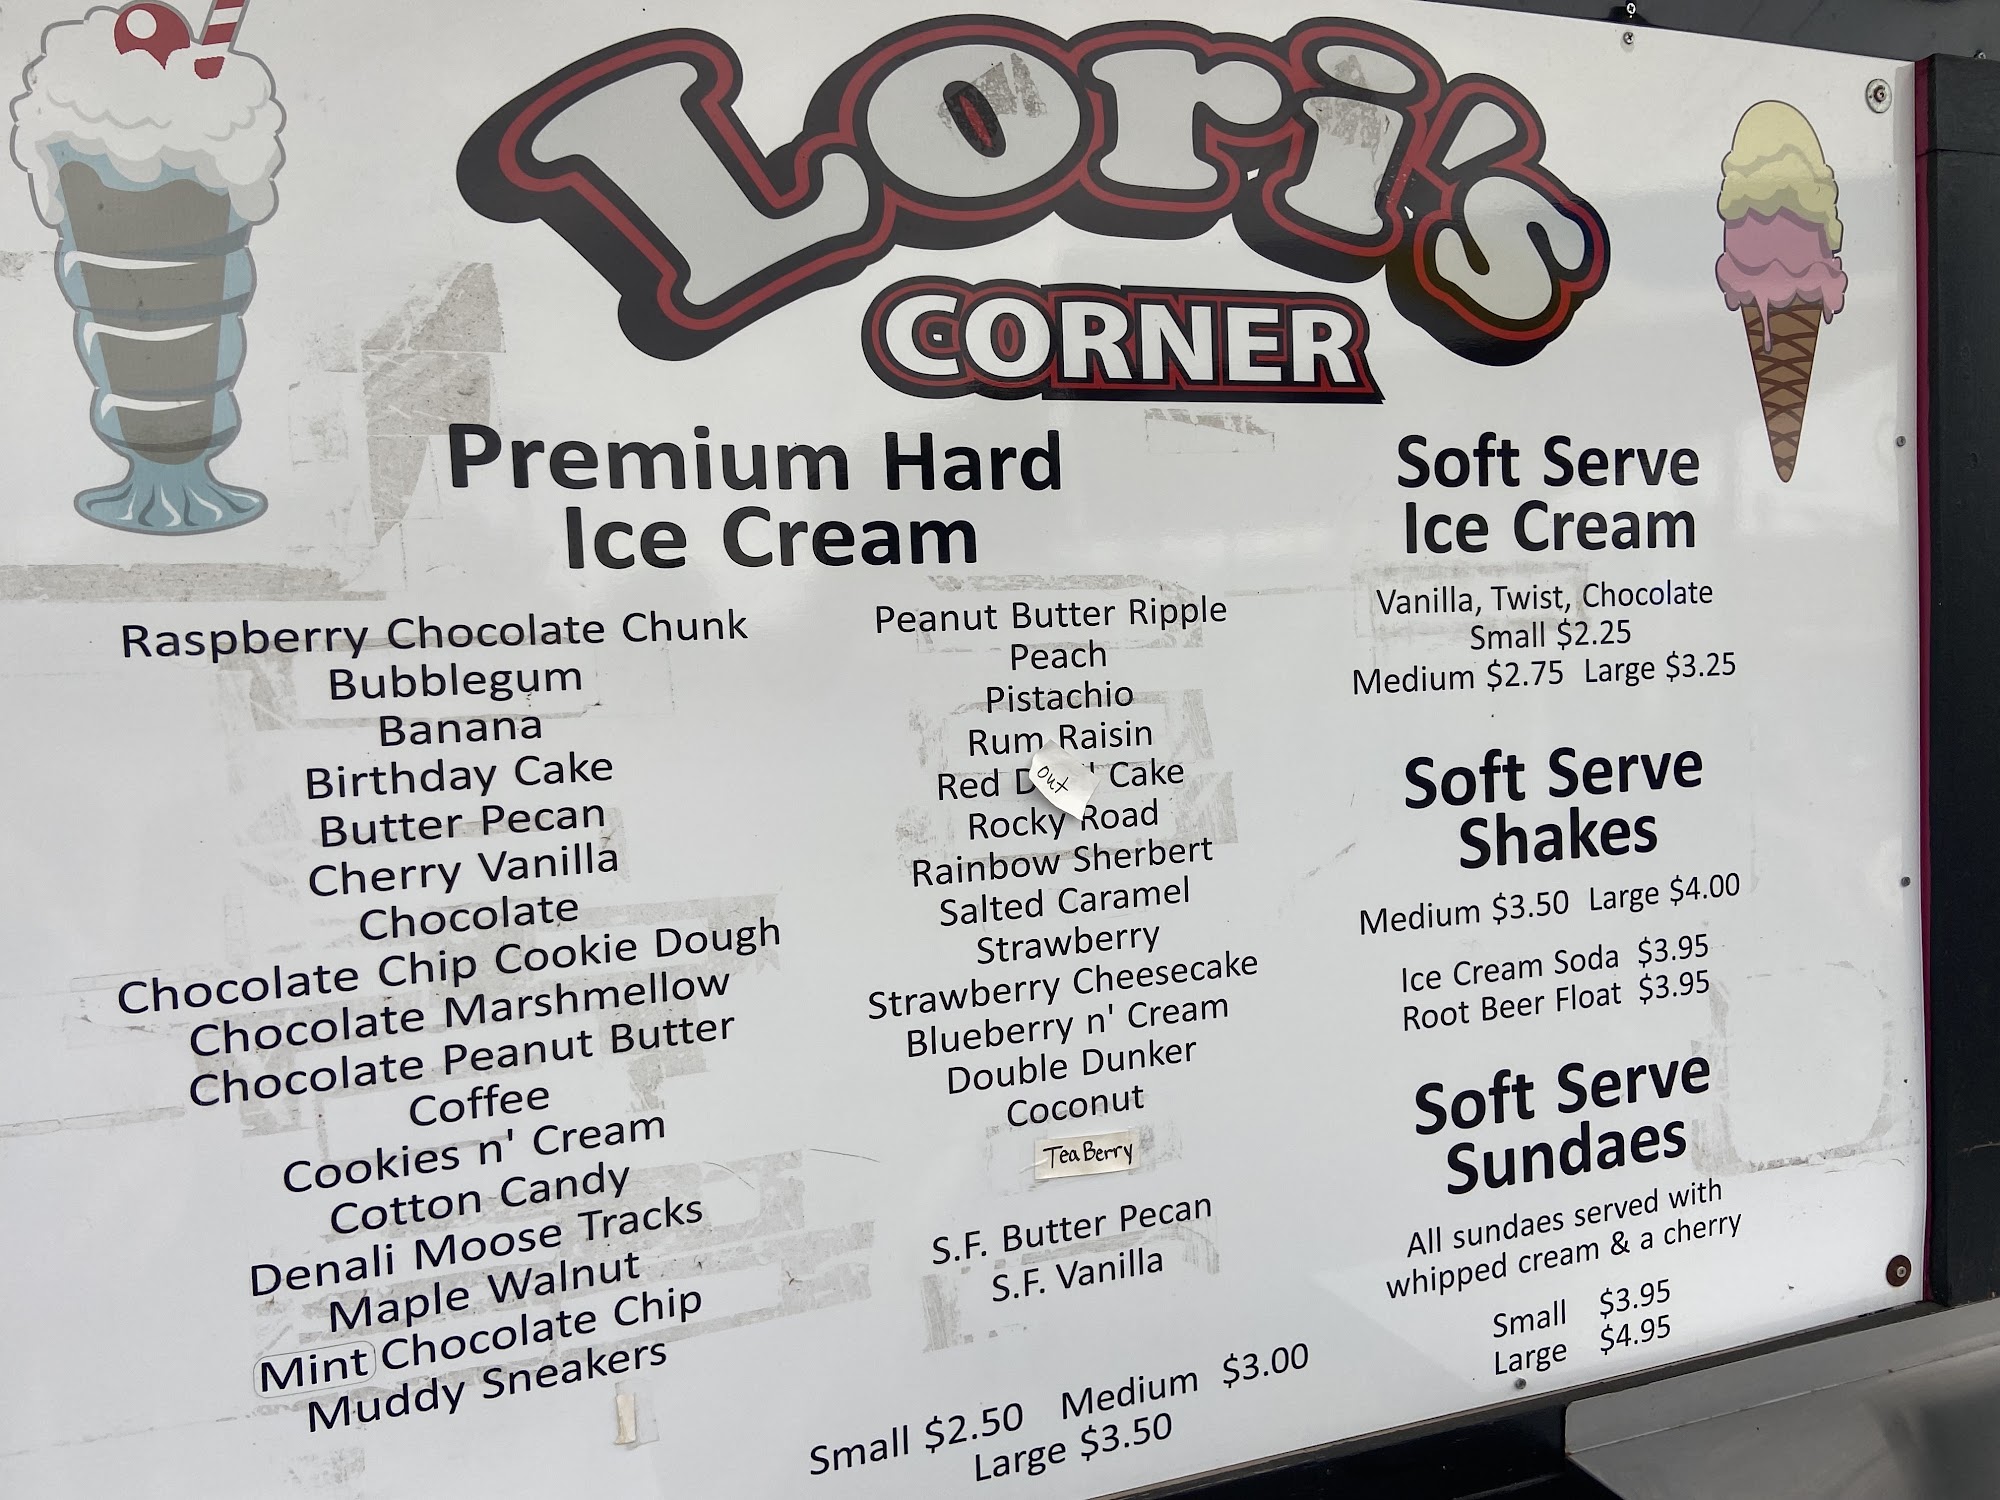 Lori's
CORNER
Premium Hard
Ice Cream
Raspberry Chocolate Chunk
Bubblegum
Banana
Birthday Cake
Butter Pecan
Cherry Vanilla
Chocolate
Chocolate Chip Cookie Dough
Chocolate Marshmellow
Chocolate Peanut Butter
Coffee
Cookies n' Cream
Cotton Candy
Denali Moose Tracks
Maple Walnut
Mint Chocolate Chip
Muddy Sneakers
Peanut Butter Ripple
Peach
Pistachio
Rum Raisin
Red Cake
out
Rocky Road
Rainbow Sherbert
Salted Caramel
Strawberry
Strawberry Cheesecake
Blueberry n' Cream
Double Dunker
Coconut
TeaBerry
S.F. Butter Pecan
S.F. Vanilla
Small $2.50 Medium $3.00
Large $3.50
Soft Serve
Ice Cream
Vanilla, Twist, Chocolate
Small $2.25
Medium $2.75 Large $3.25
Soft Serve
Shakes
Medium $3.50 Large $4.00
Ice Cream Soda $3.95
Root Beer Float $3.95
Soft Serve
Sundaes
All sundaes served with
whipped cream & a cherry
Small $3.95
Large $4.95